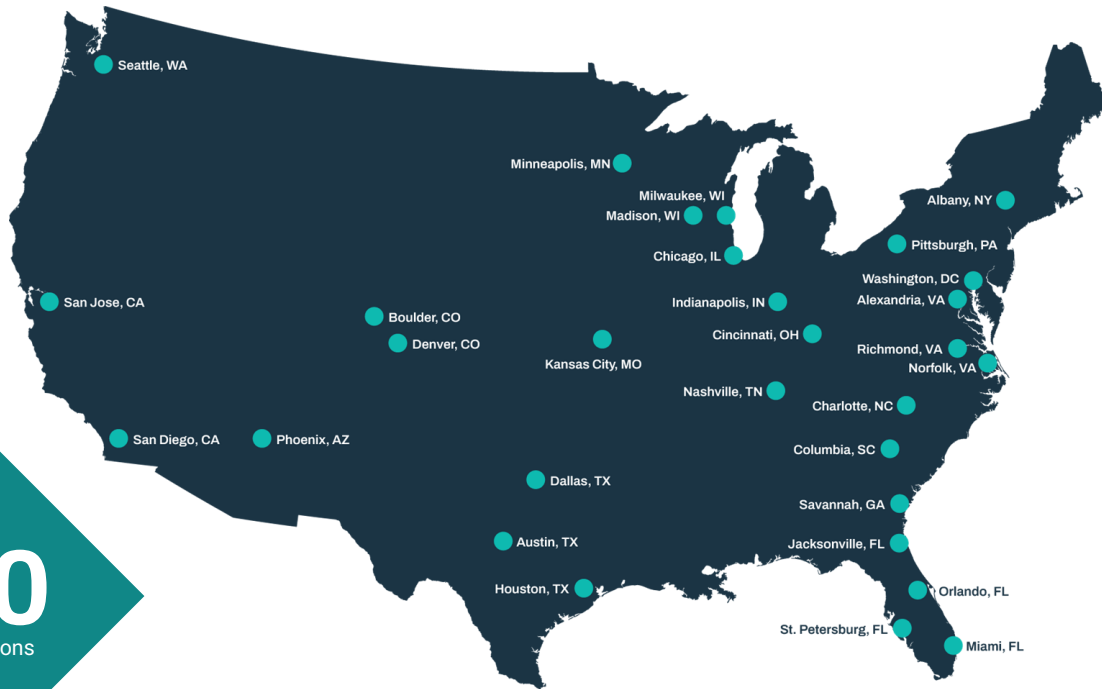 Seattle, WA
Minneapolis, MN
Milwaukee, WI
Madison, WI
Albany, NY
Pittsburgh, PA
Chicago, IL
Washington, DC
Alexandria, VA
San Jose, CA
Indianapolis, IN
Boulder, CO
Denver, CO
Cincinnati, OH
Richmond, VA
Kansas City, MO
Norfolk, VA
Nashville, TN
Charlotte, NC
San Diego, CA
Phoenix, AZ
Columbia, SC
Dallas, TX
Savannah, GA
Austin, TX
Jacksonville, FL
Houston, TX
Orlando, FL
St. Petersburg, FL
Miami, FL
0
ons